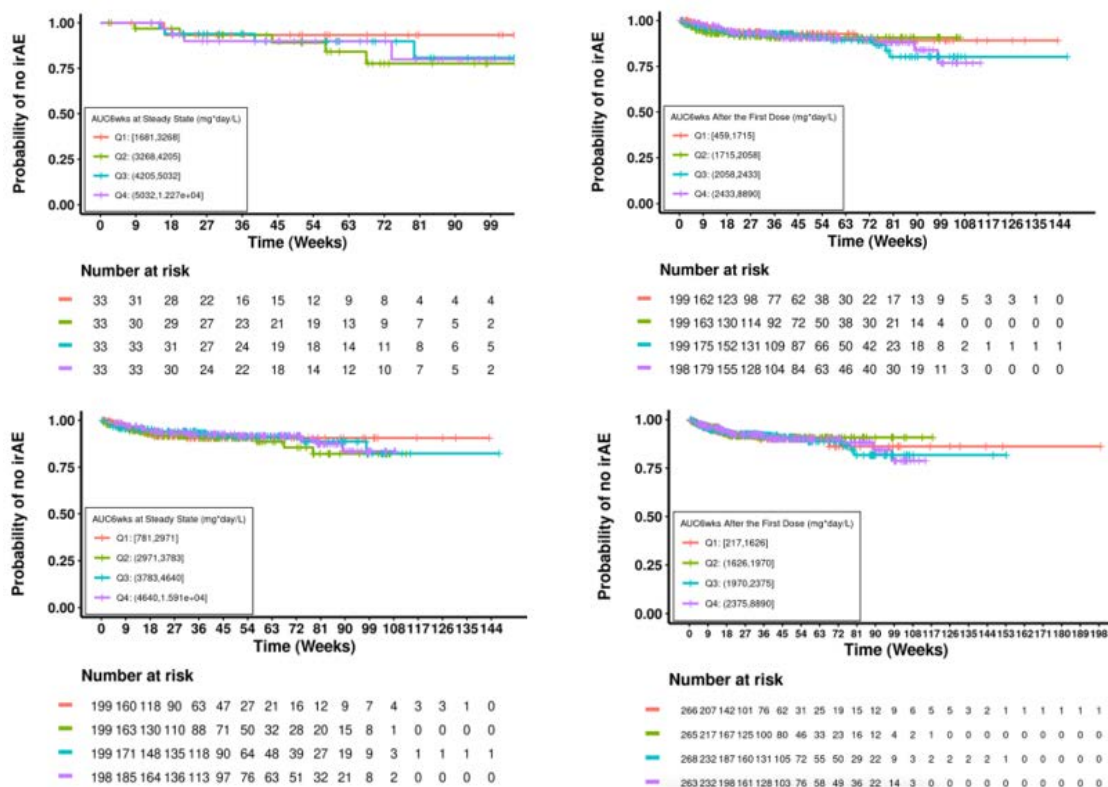 Probability of no irAE
1.00
0.75
0.50
0.25
0.00
AUC6wks at Steady State (mg*day/L)
Q1: [1681,3268]
Q2: (3268,4205]
Q3: (4205,5032]
Q4: (5032,1.227e+04]
0 9 18 27 36 45 54 63 72 81 90 99
Time (Weeks)
Number at risk
33 31 28 22 16 15 12 9 8 4 4 4
33 30 29 27 23 21 19 13 9 7 5 2
33 33 31 27 24 19 18 14 11 8 6 5
33 33 30 24 22 18 14 12 10 7 5 2
Probability of no irAE
1.00
0.75
0.50
0.25
0.00
AUC6wks After the First Dose (mg*day/L)
Q1: [459,1715]
Q2: (1715,2058]
Q3: (2058,2433]
Q4: (2433,8890]
0 9 18 27 36 45 54 63 72 81 90 99 108 117 126 135 144
Time (Weeks)
Number at risk
199 162 123 98 77 62 38 30 22 17 13 9 5 3 3 1 0
199 163 130 114 92 72 50 38 30 21 14 4 0 0 0 0 0
199 175 152 131 109 87 66 50 42 23 18 8 2 1 1 1 1
198 179 155 128 104 84 63 46 40 30 19 11 3 0 0 0 0
Probability of no irAE
1.00
0.75
0.50
0.25
0.00
AUC6wks at Steady State (mg*day/L)
Q1: [781,2971]
Q2: (2971,3783]
Q3: (3783,4640]
Q4: (4640,1.591e+04]
0 9 18 27 36 45 54 63 72 81 90 99 108 117 126 135 144
Time (Weeks)
Number at risk
199 160 118 90 63 47 27 21 16 12 9 7 4 3 3 1 0
199 163 130 110 88 71 50 32 28 20 15 8 1 0 0 0 0
199 171 148 135 118 90 64 48 39 27 19 9 3 1 1 1 1
198 185 164 136 113 97 76 63 51 32 21 8 2 0 0 0 0
Probability of no irAE
1.00
0.75
0.50
0.25
0.00
AUC6wks After the First Dose (mg*day/L)
Q1: [217,1626]
Q2: (1626,1970]
Q3: (1970,2375]
Q4: (2375,8890]
0 9 18 27 36 45 54 63 72 81 90 99 108 117 126 135 144 153 162 171 180 189 198
Time (Weeks)
Number at risk
266 207 142 101 76 62 31 25 19 15 12 9 6 5 5 3 2 1 1 1 1 1 1
265 217 167 125 100 80 46 33 23 16 12 4 2 1 0 0 0 0 0 0 0 0 0
268 232 187 160 131 105 72 55 50 29 22 9 3 2 2 2 2 1 0 0 0 0 0
263 232 198 161 128 103 76 58 49 36 22 14 3 0 0 0 0 0 0 0 0 0 0